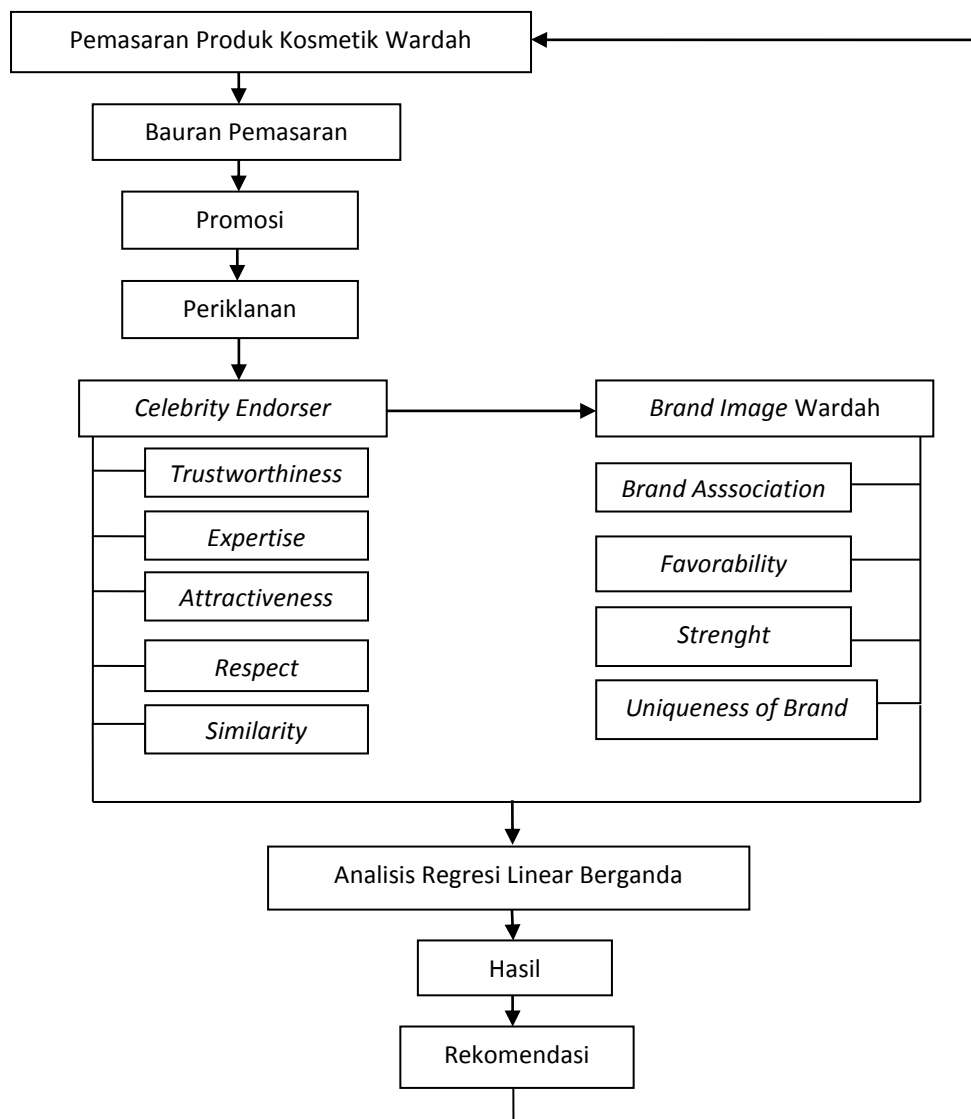 Pemasaran Produk Kosmetik Wardah
Bauran Pemasaran
Promosi
Periklanan
Celebrity Endorser
Trustworthiness
Expertise
Attractiveness
Respect
Similarity
Brand Image Wardah
Brand Asssociation
Favorability
Strenght
Uniqueness of Brand
Analisis Regresi Linear Berganda
Hasil
Rekomendasi